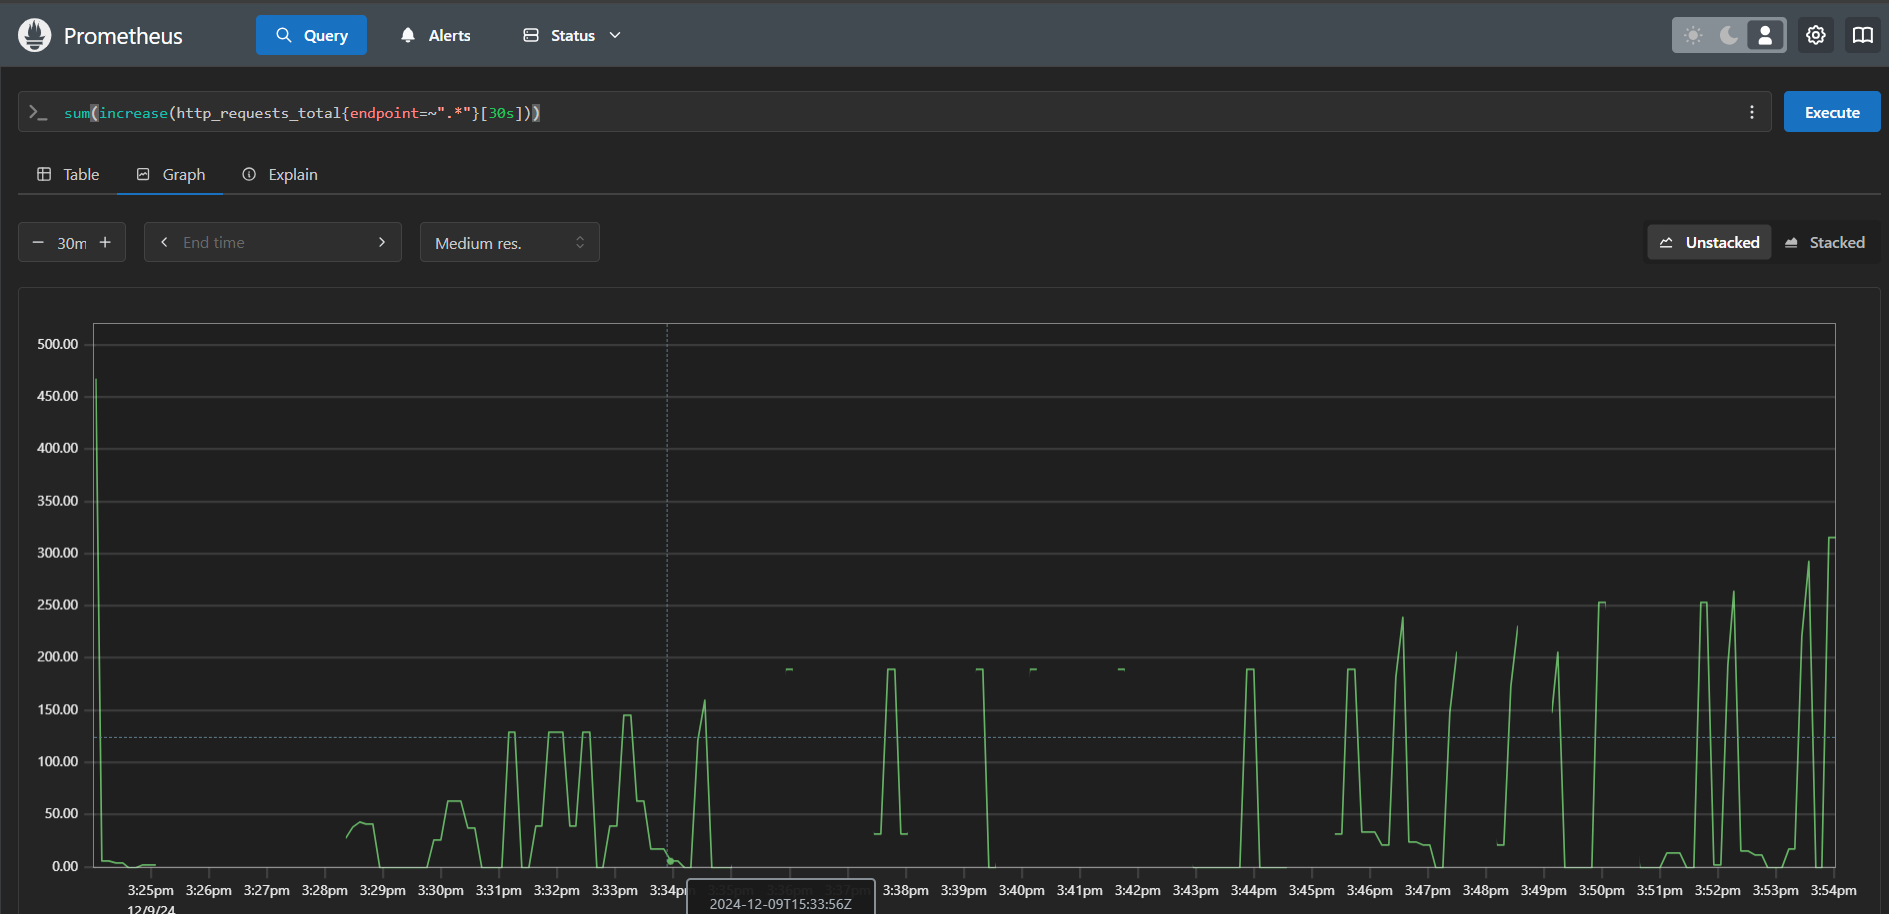 Prometheus Query Alerts Status
sum(increase(http_requests_total{endpoint=~".*"}[30s]))
Execute
Table Graph Explain
30m End time Medium res. Unstacked Stacked
500.00
450.00
400.00
350.00
300.00
250.00
200.00
150.00
100.00
50.00
0.00
3:25pm 3:26pm 3:27pm 3:28pm 3:29pm 3:30pm 3:31pm 3:32pm 3:33pm 3:34pm 3:35pm 3:36pm 3:37pm 3:38pm 3:39pm 3:40pm 3:41pm 3:42pm 3:43pm 3:44pm 3:45pm 3:46pm 3:47pm 3:48pm 3:49pm 3:50pm 3:51pm 3:52pm 3:53pm 3:54pm
12/9/24
2024-12-09T15:33:56Z